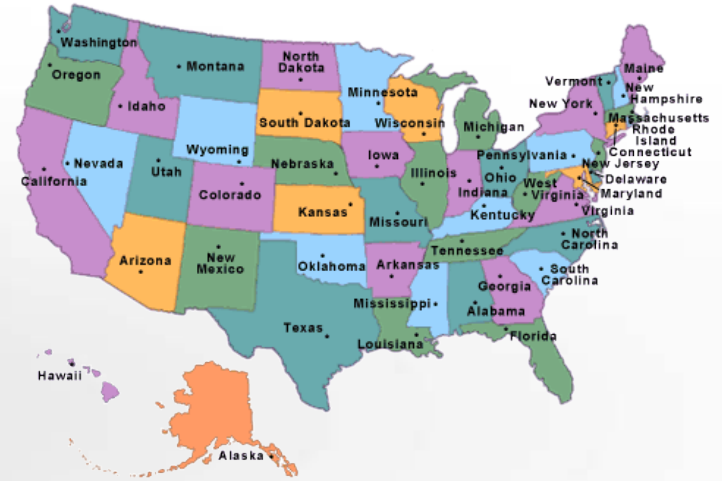 Washington
Oregon
Idaho
Montana
North
Dakota
Minnesota
South Dakota
Wisconsin
Michigan
Wyoming
Nebraska
Iowa
Nevada
Utah
Colorado
California
Kansas
Missouri
Illinois
Indiana
Ohio
Kentucky
West
Virginia
Pennsylvania
New York
Vermont
Maine
New
Hampshire
Massachusetts
Rhode
Island
Connecticut
New Jersey
Delaware
Maryland
Virginia
North
Carolina
South
Carolina
Tennessee
Arizona
New
Mexico
Oklahoma
Arkansas
Mississippi
Alabama
Georgia
Florida
Texas
Louisiana
Hawaii
Alaska